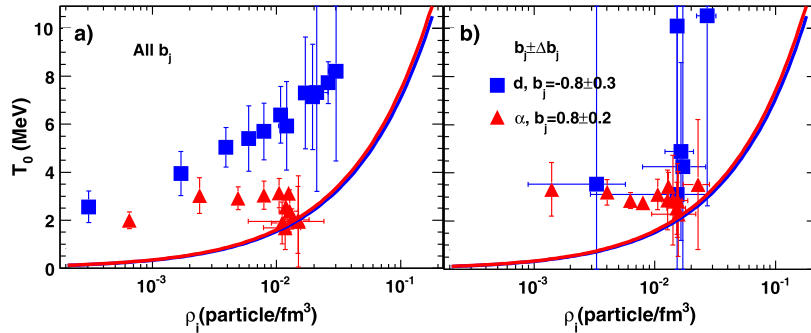 a)
All bⱼ
T₀ (MeV)
10
8
6
4
2
0
10⁻³
10⁻²
10⁻¹
ρᵢ(particle/fm³)
b)
bⱼ±Δbⱼ
d, bⱼ=-0.8±0.3
α, bⱼ=0.8±0.2
10⁻³
10⁻²
10⁻¹
ρᵢ(particle/fm³)